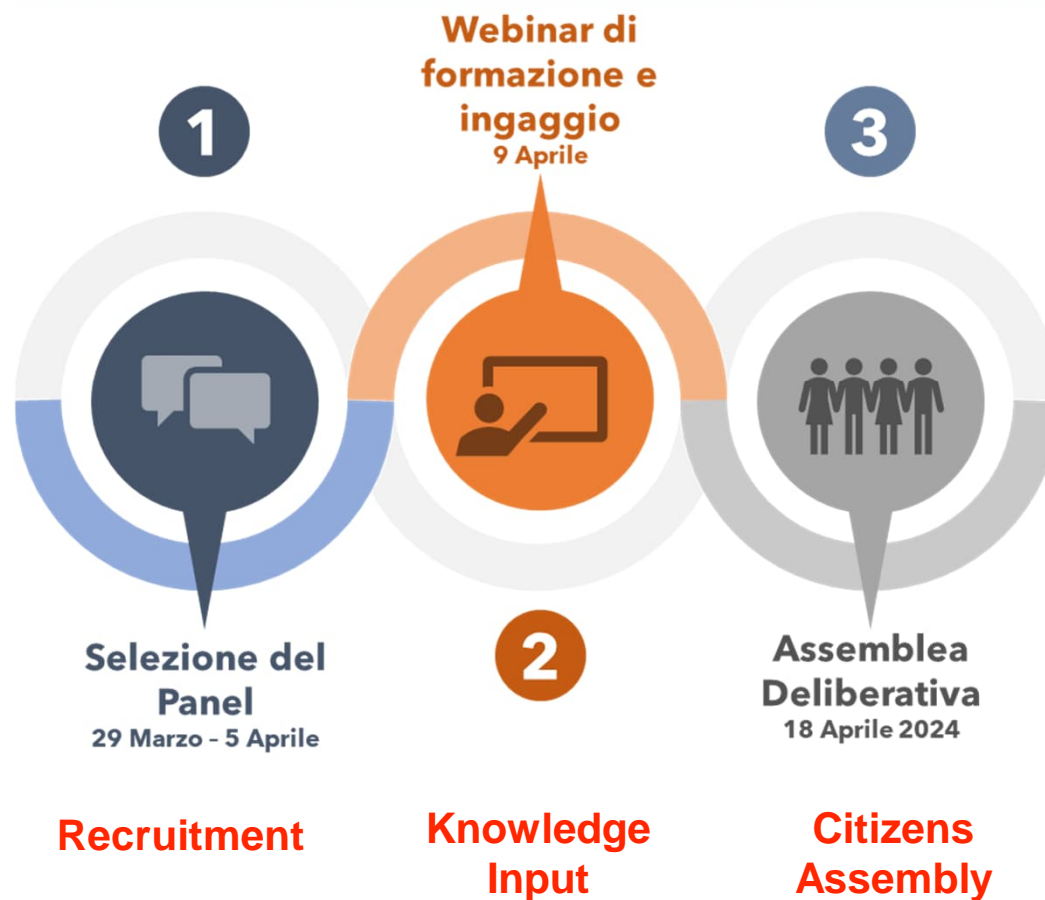 1
Selezione del
Panel
29 Marzo - 5 Aprile
Recruitment
Webinar di
formazione e
ingaggio
9 Aprile
2
Knowledge
Input
3
Assemblea
Deliberativa
18 Aprile 2024
Citizens
Assembly